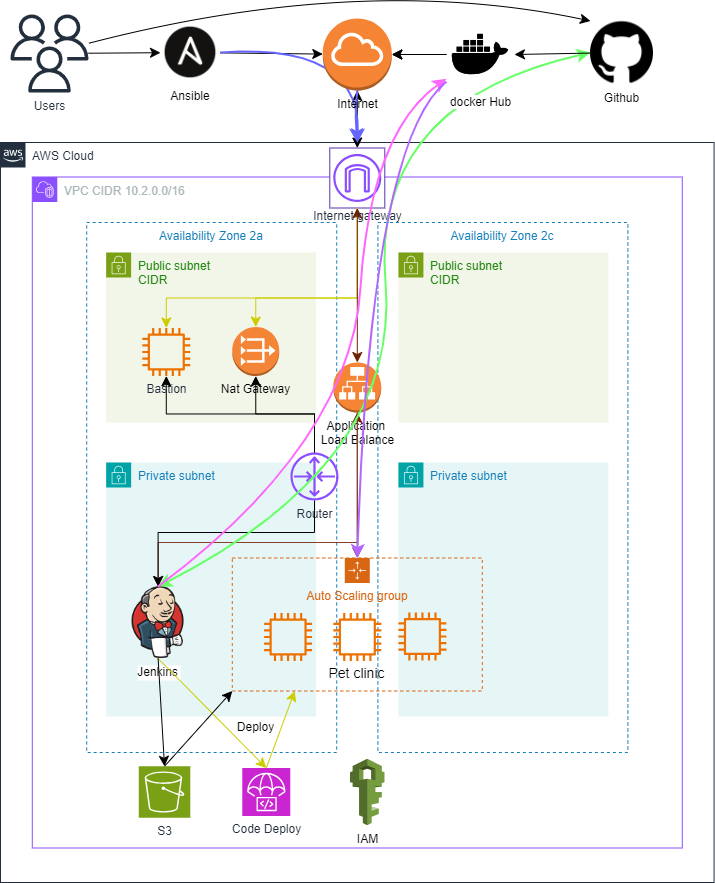 Users
Ansible
Internet
docker Hub
Github
aws
AWS Cloud
VPC CIDR 10.2.0.0/16
Internet gateway
Availability Zone 2a
Availability Zone 2c
Public subnet
CIDR
Public subnet
CIDR
Bastion
Nat Gateway
Application
Load Balance
Private subnet
Private subnet
Router
Auto Scaling group
Jenkins
Pet clinic
Deploy
S3
Code Deploy
IAM